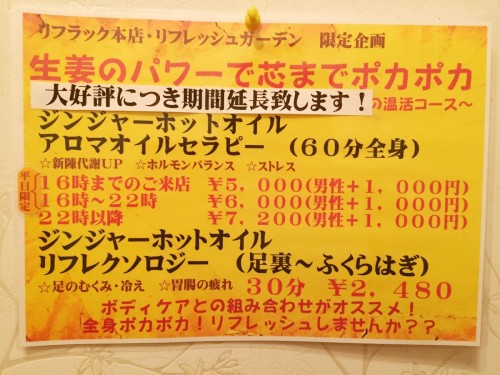 リフラック本店・リフレッシュガーデン　限定企画
生姜のパワーで芯までポカポカ
大好評につき期間延長致します！
の温活コース～
ジンジャーホットオイル
アロマオイルセラピー　（６０分全身）
☆新陳代謝UP　☆ホルモンバランス　☆ストレス
平日限定
１６時までのご来店　￥５，０００(男性＋１，０００円)
１６時～２２時　￥６，０００(男性＋１，０００円)
２２時以降　￥７，２００(男性＋１，０００円)
ジンジャーホットオイル
リフレクソロジー　（足裏～ふくらはぎ）
☆足のむくみ・冷え　☆胃腸の疲れ　３０分　￥２，４８０
ボディケアとの組み合わせがオススメ！
全身ポカポカ！リフレッシュしませんか？？